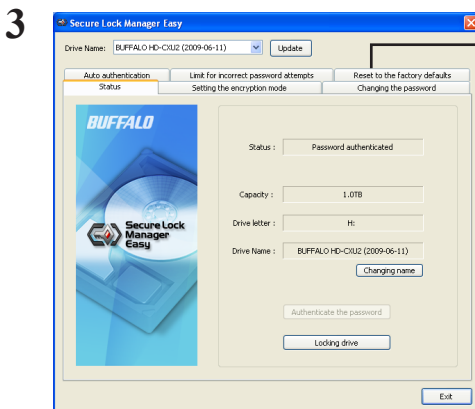 3
Secure Lock Manager Easy
Drive Name: BUFFALO HD-CXU2 (2009-06-11) Update
Auto authentication Limit for incorrect password attempts Reset to the factory defaults
Status Setting the encryption mode Changing the password
BUFFALO
Secure Lock
Manager
Easy
Status : Password authenticated
Capacity : 1.0TB
Drive letter : H:
Drive Name : BUFFALO HD-CXU2 (2009-06-11)
Changing name
Authenticate the password
Locking drive
Exit